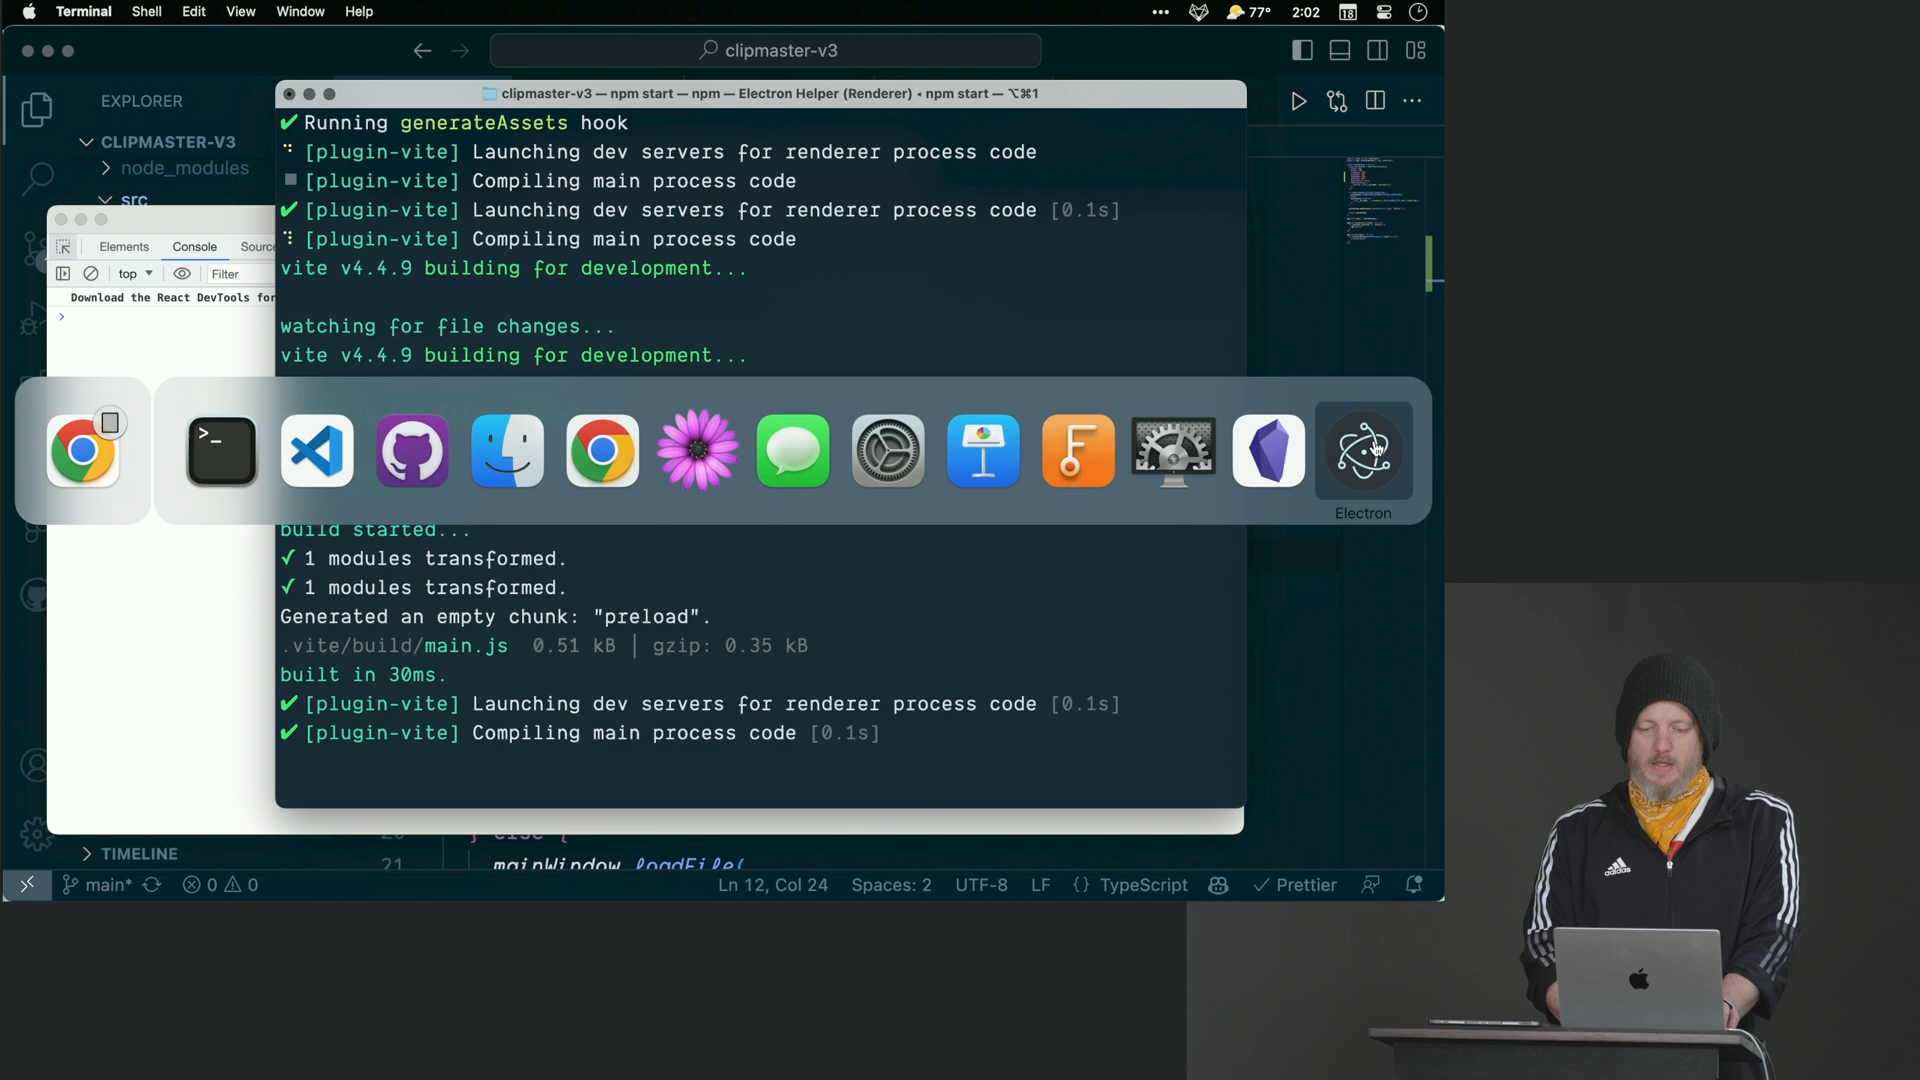 Terminal Shell Edit View Window Help
77° 2:02 18
clipmaster-v3
EXPLORER
CLIPMASTER-V3
node_modules
src
clipmaster-v3 — npm start — npm — Electron Helper (Renderer) ◂ npm start — ⌥⌘1
✔ Running generateAssets hook
[plugin-vite] Launching dev servers for renderer process code
[plugin-vite] Compiling main process code
✔ [plugin-vite] Launching dev servers for renderer process code [0.1s]
[plugin-vite] Compiling main process code
vite v4.4.9 building for development...
watching for file changes...
vite v4.4.9 building for development...
Elements Console Source
top Filter
Download the React DevTools for
>
>_
Electron
build started...
✓ 1 modules transformed.
✓ 1 modules transformed.
Generated an empty chunk: "preload".
.vite/build/main.js 0.51 kB │ gzip: 0.35 kB
built in 30ms.
✔ [plugin-vite] Launching dev servers for renderer process code [0.1s]
✔ [plugin-vite] Compiling main process code [0.1s]
TIMELINE
20 } else {
21 mainWindow.loadFile(
main* 0 0 Ln 12, Col 24 Spaces: 2 UTF-8 LF {} TypeScript Prettier
adidas